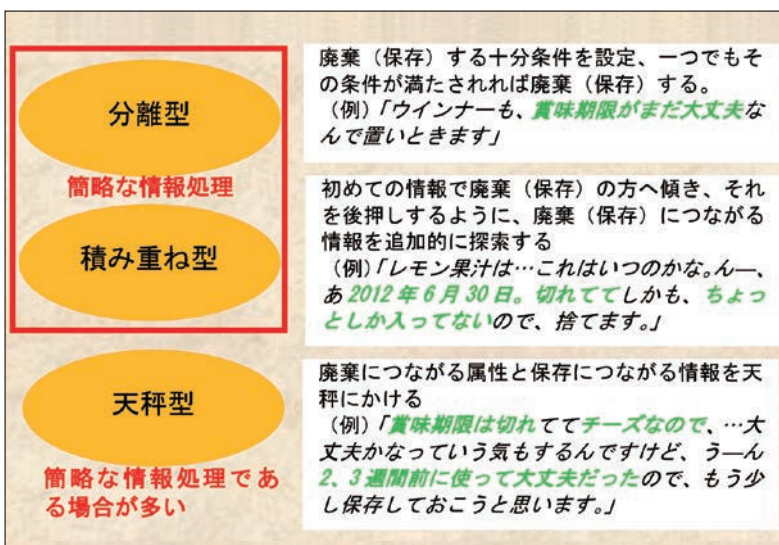 分離型
廃棄（保存）する十分条件を設定、一つでもそ
の条件が満たされれば廃棄（保存）する。
（例）「ウインナーも、賞味期限がまだ大丈夫な
んで置いときます」
簡略な情報処理
積み重ね型
初めての情報で廃棄（保存）の方へ傾き、それ
を後押しするように、廃棄（保存）につながる
情報を追加的に探索する
（例）「レモン果汁は…これはいつのかな。ん―、
あ2012年6月30日。切れててしかも、ちょっ
としか入ってないので、捨てます。」
天秤型
簡略な情報処理であ
る場合が多い
廃棄につながる属性と保存につながる情報を天
秤にかける
（例）「賞味期限は切れててチーズなので、…大
丈夫かなっていう気もするんですけど、う―ん
2、3週間前に使って大丈夫だったので、もう少
し保存しておこうと思います。」